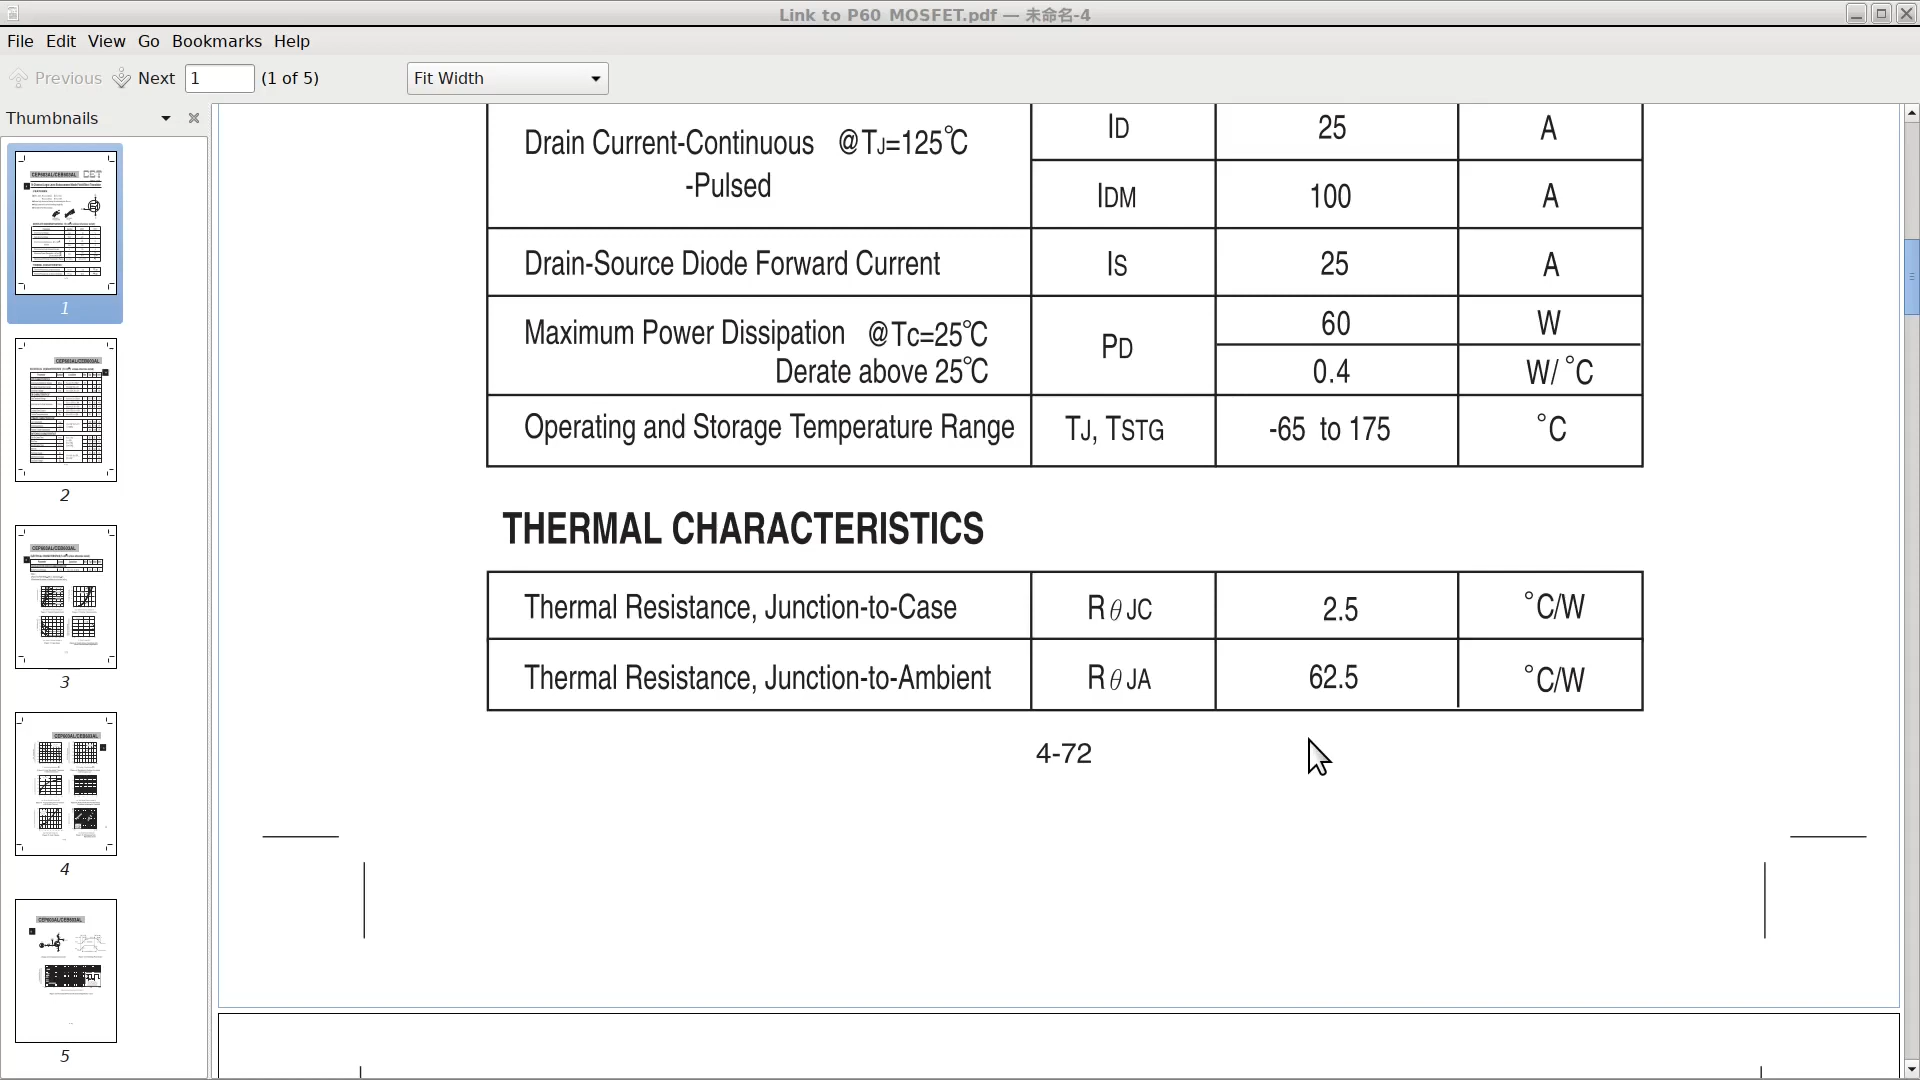 Link to P60 MOSFET.pdf — 未命名-4
File Edit View Go Bookmarks Help
Previous Next 1 (1 of 5) Fit Width
Thumbnails
1
2
3
4
5
Drain Current-Continuous @TJ=125℃ ID 25 A
-Pulsed IDM 100 A
Drain-Source Diode Forward Current IS 25 A
Maximum Power Dissipation @TC=25℃ PD 60 W
Derate above 25℃ 0.4 W/ °C
Operating and Storage Temperature Range TJ, TSTG -65 to 175 °C
THERMAL CHARACTERISTICS
Thermal Resistance, Junction-to-Case RθJC 2.5 °C/W
Thermal Resistance, Junction-to-Ambient RθJA 62.5 °C/W
4-72